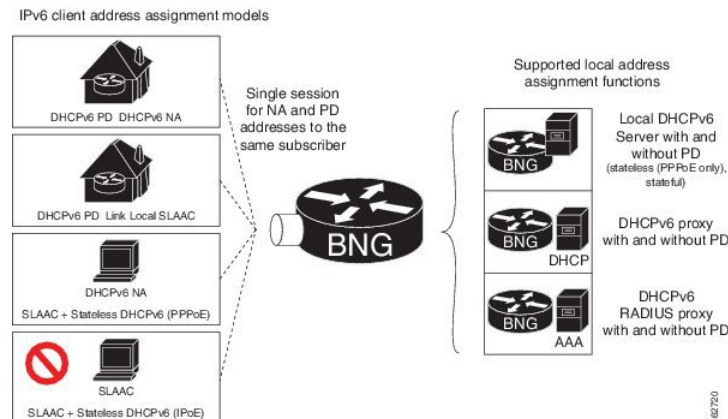 IPv6 client address assignment models
DHCPv6 PD DHCPv6 NA
DHCPv6 PD Link Local SLAAC
DHCPv6 NA
SLAAC + Stateless DHCPv6 (PPPoE)
SLAAC
SLAAC + Stateless DHCPv6 (IPoE)
Single session
for NA and PD
addresses to the
same subscriber
BNG
Supported local address
assignment functions
BNG
Local DHCPv6
Server with and
without PD
(stateless (PPPoE only),
stateful)
BNG
DHCP
DHCPv6 proxy
with and without PD
BNG
AAA
DHCPv6
RADIUS proxy
with and without PD